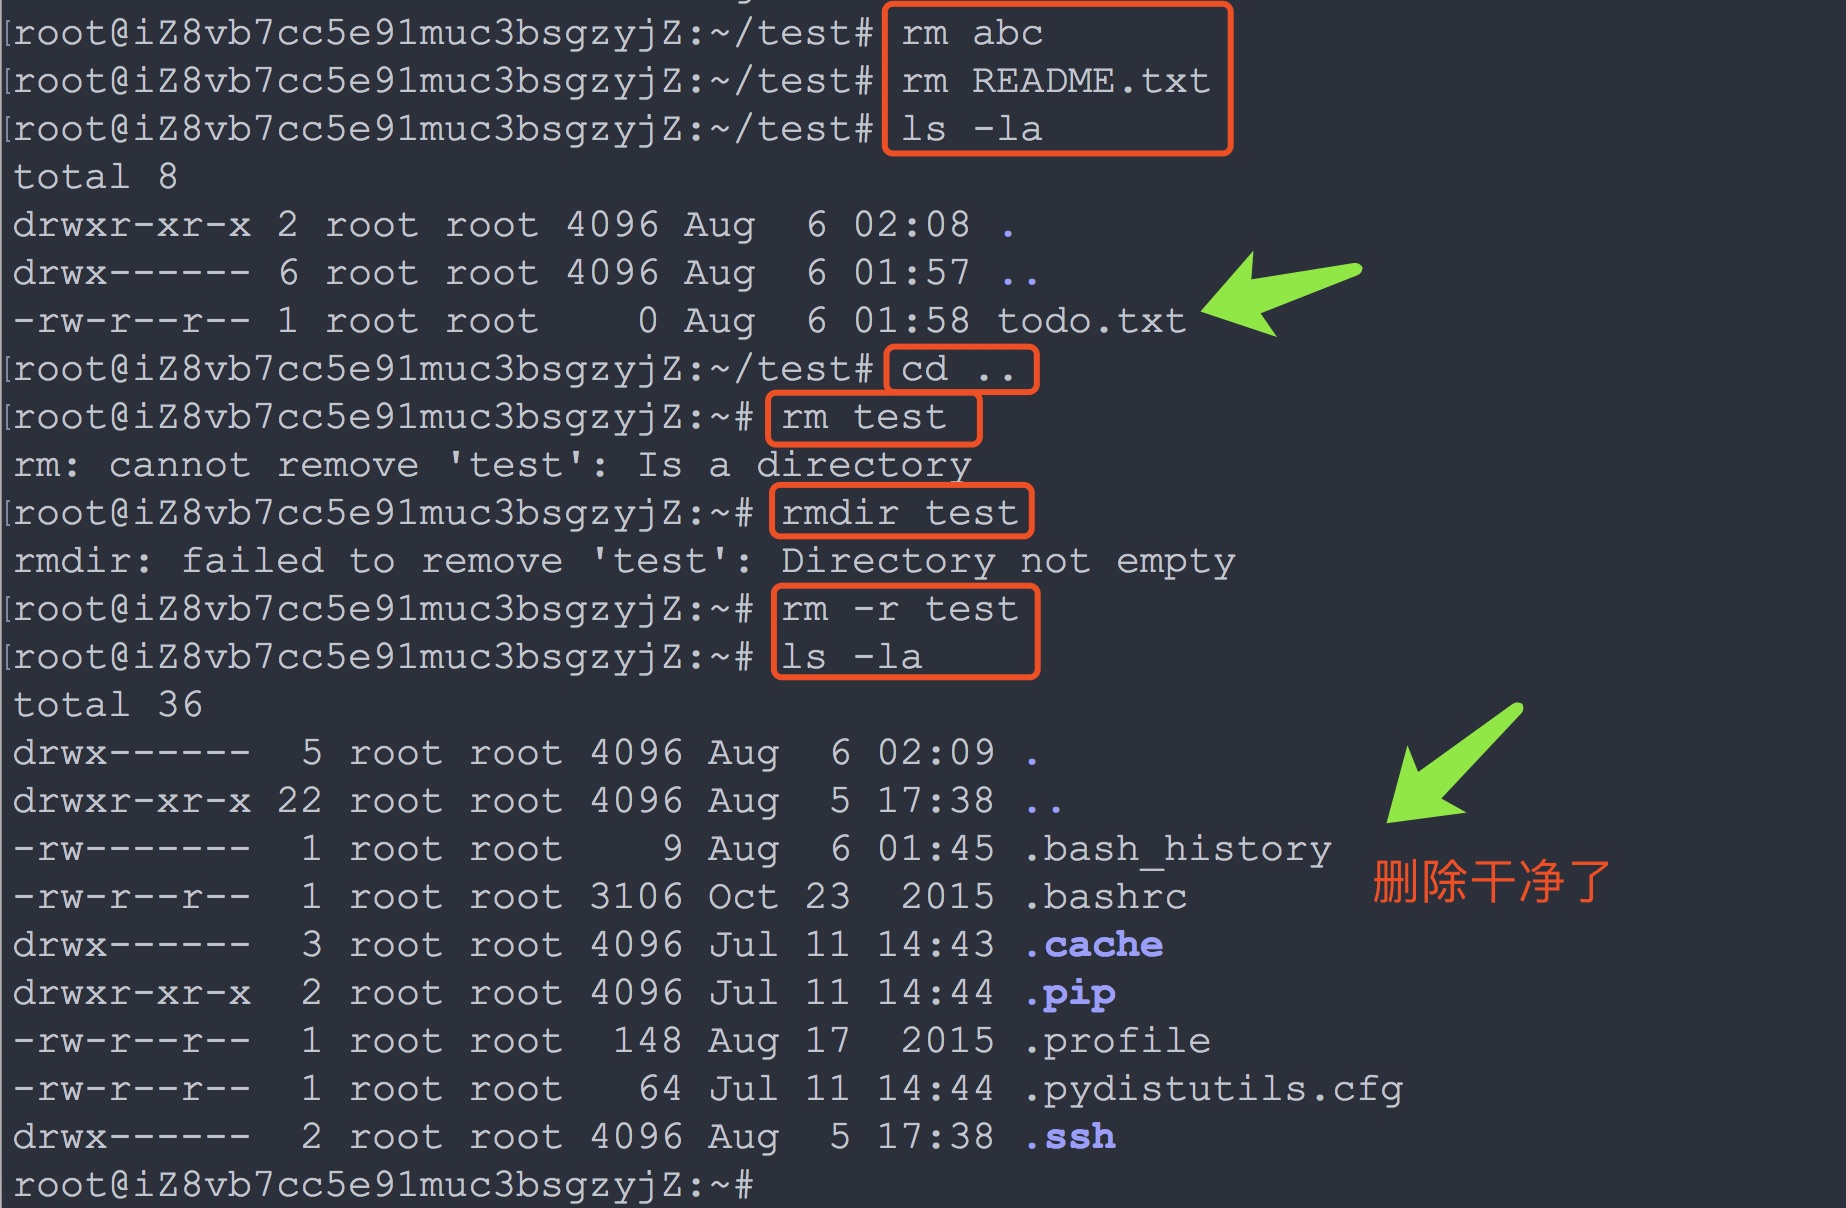 root@iZ8vb7cc5e91muc3bsgzyjZ:~/test# rm abc
root@iZ8vb7cc5e91muc3bsgzyjZ:~/test# rm README.txt
root@iZ8vb7cc5e91muc3bsgzyjZ:~/test# ls -la
total 8
drwxr-xr-x 2 root root 4096 Aug  6 02:08 .
drwx------ 6 root root 4096 Aug  6 01:57 ..
-rw-r--r-- 1 root root    0 Aug  6 01:58 todo.txt
root@iZ8vb7cc5e91muc3bsgzyjZ:~/test# cd ..
root@iZ8vb7cc5e91muc3bsgzyjZ:~# rm test
rm: cannot remove 'test': Is a directory
root@iZ8vb7cc5e91muc3bsgzyjZ:~# rmdir test
rmdir: failed to remove 'test': Directory not empty
root@iZ8vb7cc5e91muc3bsgzyjZ:~# rm -r test
root@iZ8vb7cc5e91muc3bsgzyjZ:~# ls -la
total 36
drwx------  5 root root 4096 Aug  6 02:09 .
drwxr-xr-x 22 root root 4096 Aug  5 17:38 ..
-rw-------  1 root root    9 Aug  6 01:45 .bash_history
删除干净了
-rw-r--r--  1 root root 3106 Oct 23  2015 .bashrc
drwx------  3 root root 4096 Jul 11 14:43 .cache
drwxr-xr-x  2 root root 4096 Jul 11 14:44 .pip
-rw-r--r--  1 root root  148 Aug 17  2015 .profile
-rw-r--r--  1 root root   64 Jul 11 14:44 .pydistutils.cfg
drwx------  2 root root 4096 Aug  5 17:38 .ssh
root@iZ8vb7cc5e91muc3bsgzyjZ:~#